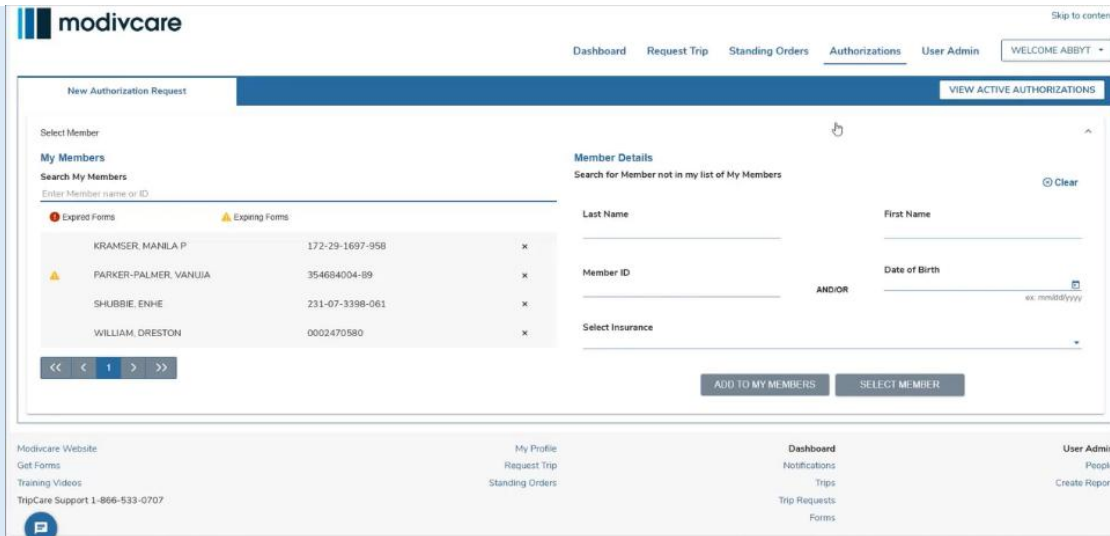 Skip to conten
modivcare
Dashboard Request Trip Standing Orders Authorizations User Admin WELCOME ABBYT
New Authorization Request VIEW ACTIVE AUTHORIZATIONS
Select Member
My Members
Search My Members
Enter Member name or ID
Expired Forms Expiring Forms
KRAMSER, MANILA P 172-29-1697-958 ×
PARKER-PALMER, VANUJA 354684004-89 ×
SHUBBIE, ENHE 231-07-3398-061 ×
WILLIAM, DRESTON 0002470580 ×
<< < 1 > >>
Member Details
Search for Member not in my list of My Members
Clear
Last Name First Name
Member ID AND/OR Date of Birth
ex: mm/dd/yyyy
Select Insurance
ADD TO MY MEMBERS SELECT MEMBER
Modivcare Website My Profile Dashboard User Admi
Get Forms Request Trip Notifications Peopl
Training Videos Standing Orders Trips Create Repor
TripCare Support 1-866-533-0707 Trip Requests
Forms